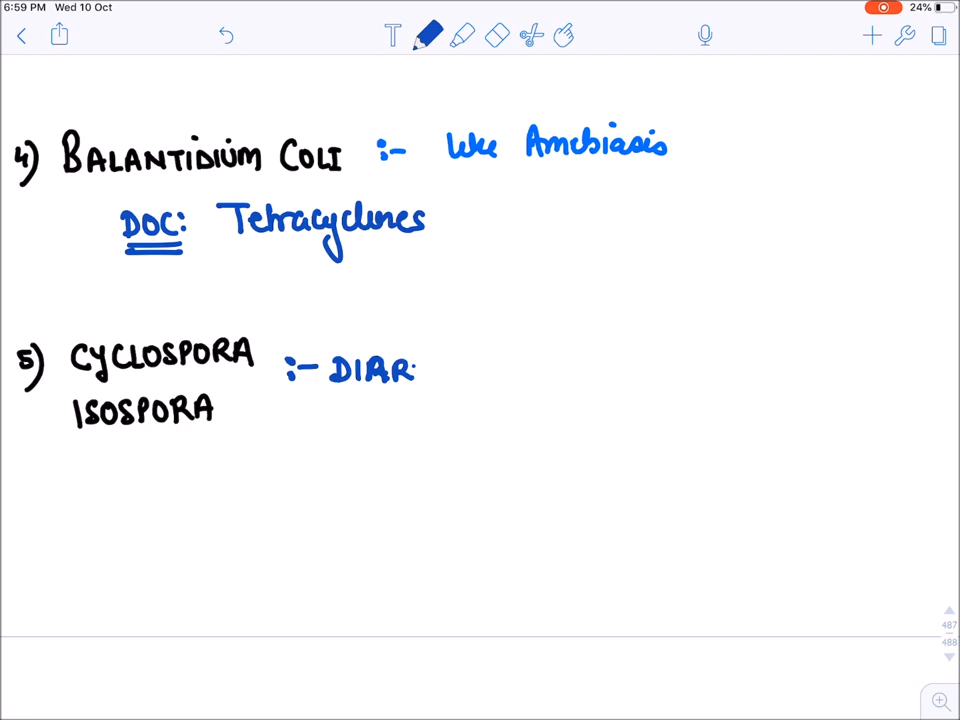 6:59 PM Wed 10 Oct 24%
T
4) BALANTIDIUM COLI :- like Amebiasis
DOC: Tetracyclines
5) CYCLOSPORA :- DIAR
ISOSPORA
487
488